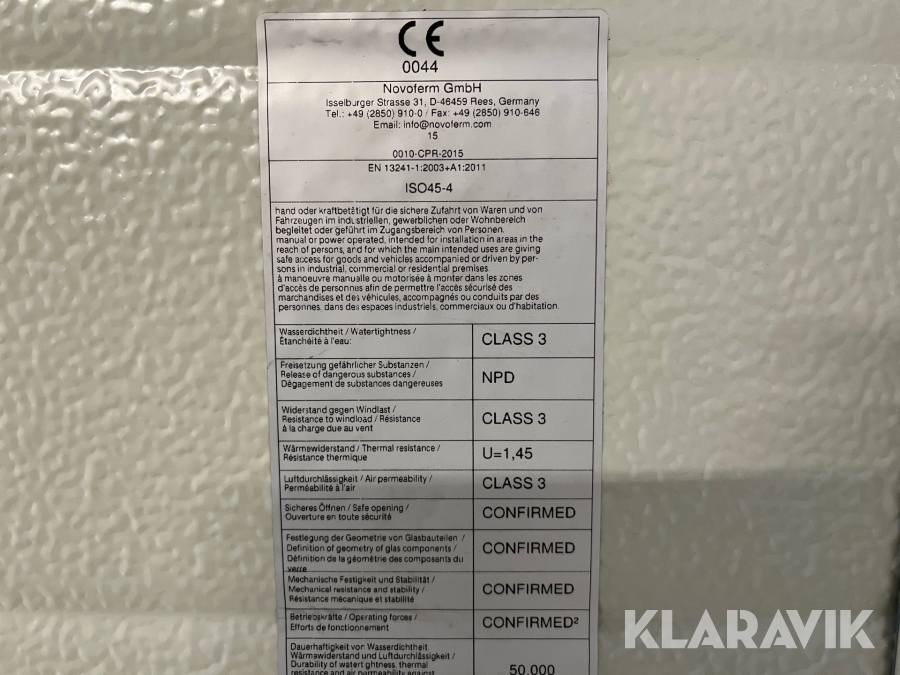 CE
0044
Novoferm GmbH
Isselburger Strasse 31, D-46459 Rees, Germany
Tel.: +49 (2850) 910-0 / Fax: +49 (2850) 910-646
Email: info@novoferm.com
15
0010-CPR-2015
EN 13241-1:2003+A1:2011
ISO45-4
hand oder kraftbetätigt für die sichere Zufahrt von Waren und von
Fahrzeugen im industriellen, gewerblichen oder Wohnbereich
begleitet oder geführt im Zugangsbereich von Personen.
manual or power operated, intended for installation in areas in the
reach of persons, and for which the main intended uses are giving
safe access for goods and vehicles accompanied or driven by per-
sons in industrial, commercial or residential premises.
à manoeuvre manuelle ou motorisée à monter dans les zones
d'accès de personnes afin de permettre l'accès sécurisé des
marchandises et des véhicules, accompagnés ou conduits par des
personnes, dans des espaces industriels, commerciaux ou d'habitation.
Wasserdichtheit / Watertightness /
Étanchéité à l'eau:
CLASS 3
Freisetzung gefährlicher Substanzen /
Release of dangerous substances /
Dégagement de substances dangereuses
NPD
Widerstand gegen Windlast /
Resistance to windload / Résistance
à la charge due au vent
CLASS 3
Wärmewiderstand / Thermal resistance /
Résistance thermique
U=1,45
Luftdurchlässigkeit / Air permeability /
Perméabilité à l'air
CLASS 3
Sicheres Öffnen / Safe opening /
Ouverture en toute sécurité
CONFIRMED
Festlegung der Geometrie von Glasbauteilen /
Definition of geometry of glas components /
Définition de la géométrie des composants du
verre
CONFIRMED
Mechanische Festigkeit und Stabilität /
Mechanical resistance and stability /
Résistance mécanique et stabilité
CONFIRMED
Betriebskräfte / Operating forces /
Efforts de fonctionnement
CONFIRMED²
Dauerhaftigkeit von Wasserdichtheit,
Wärmewiderstand und Luftdurchlässigkeit /
Durability of watertightness, thermal
resistance and air permeability against
50.000
KLARAVIK